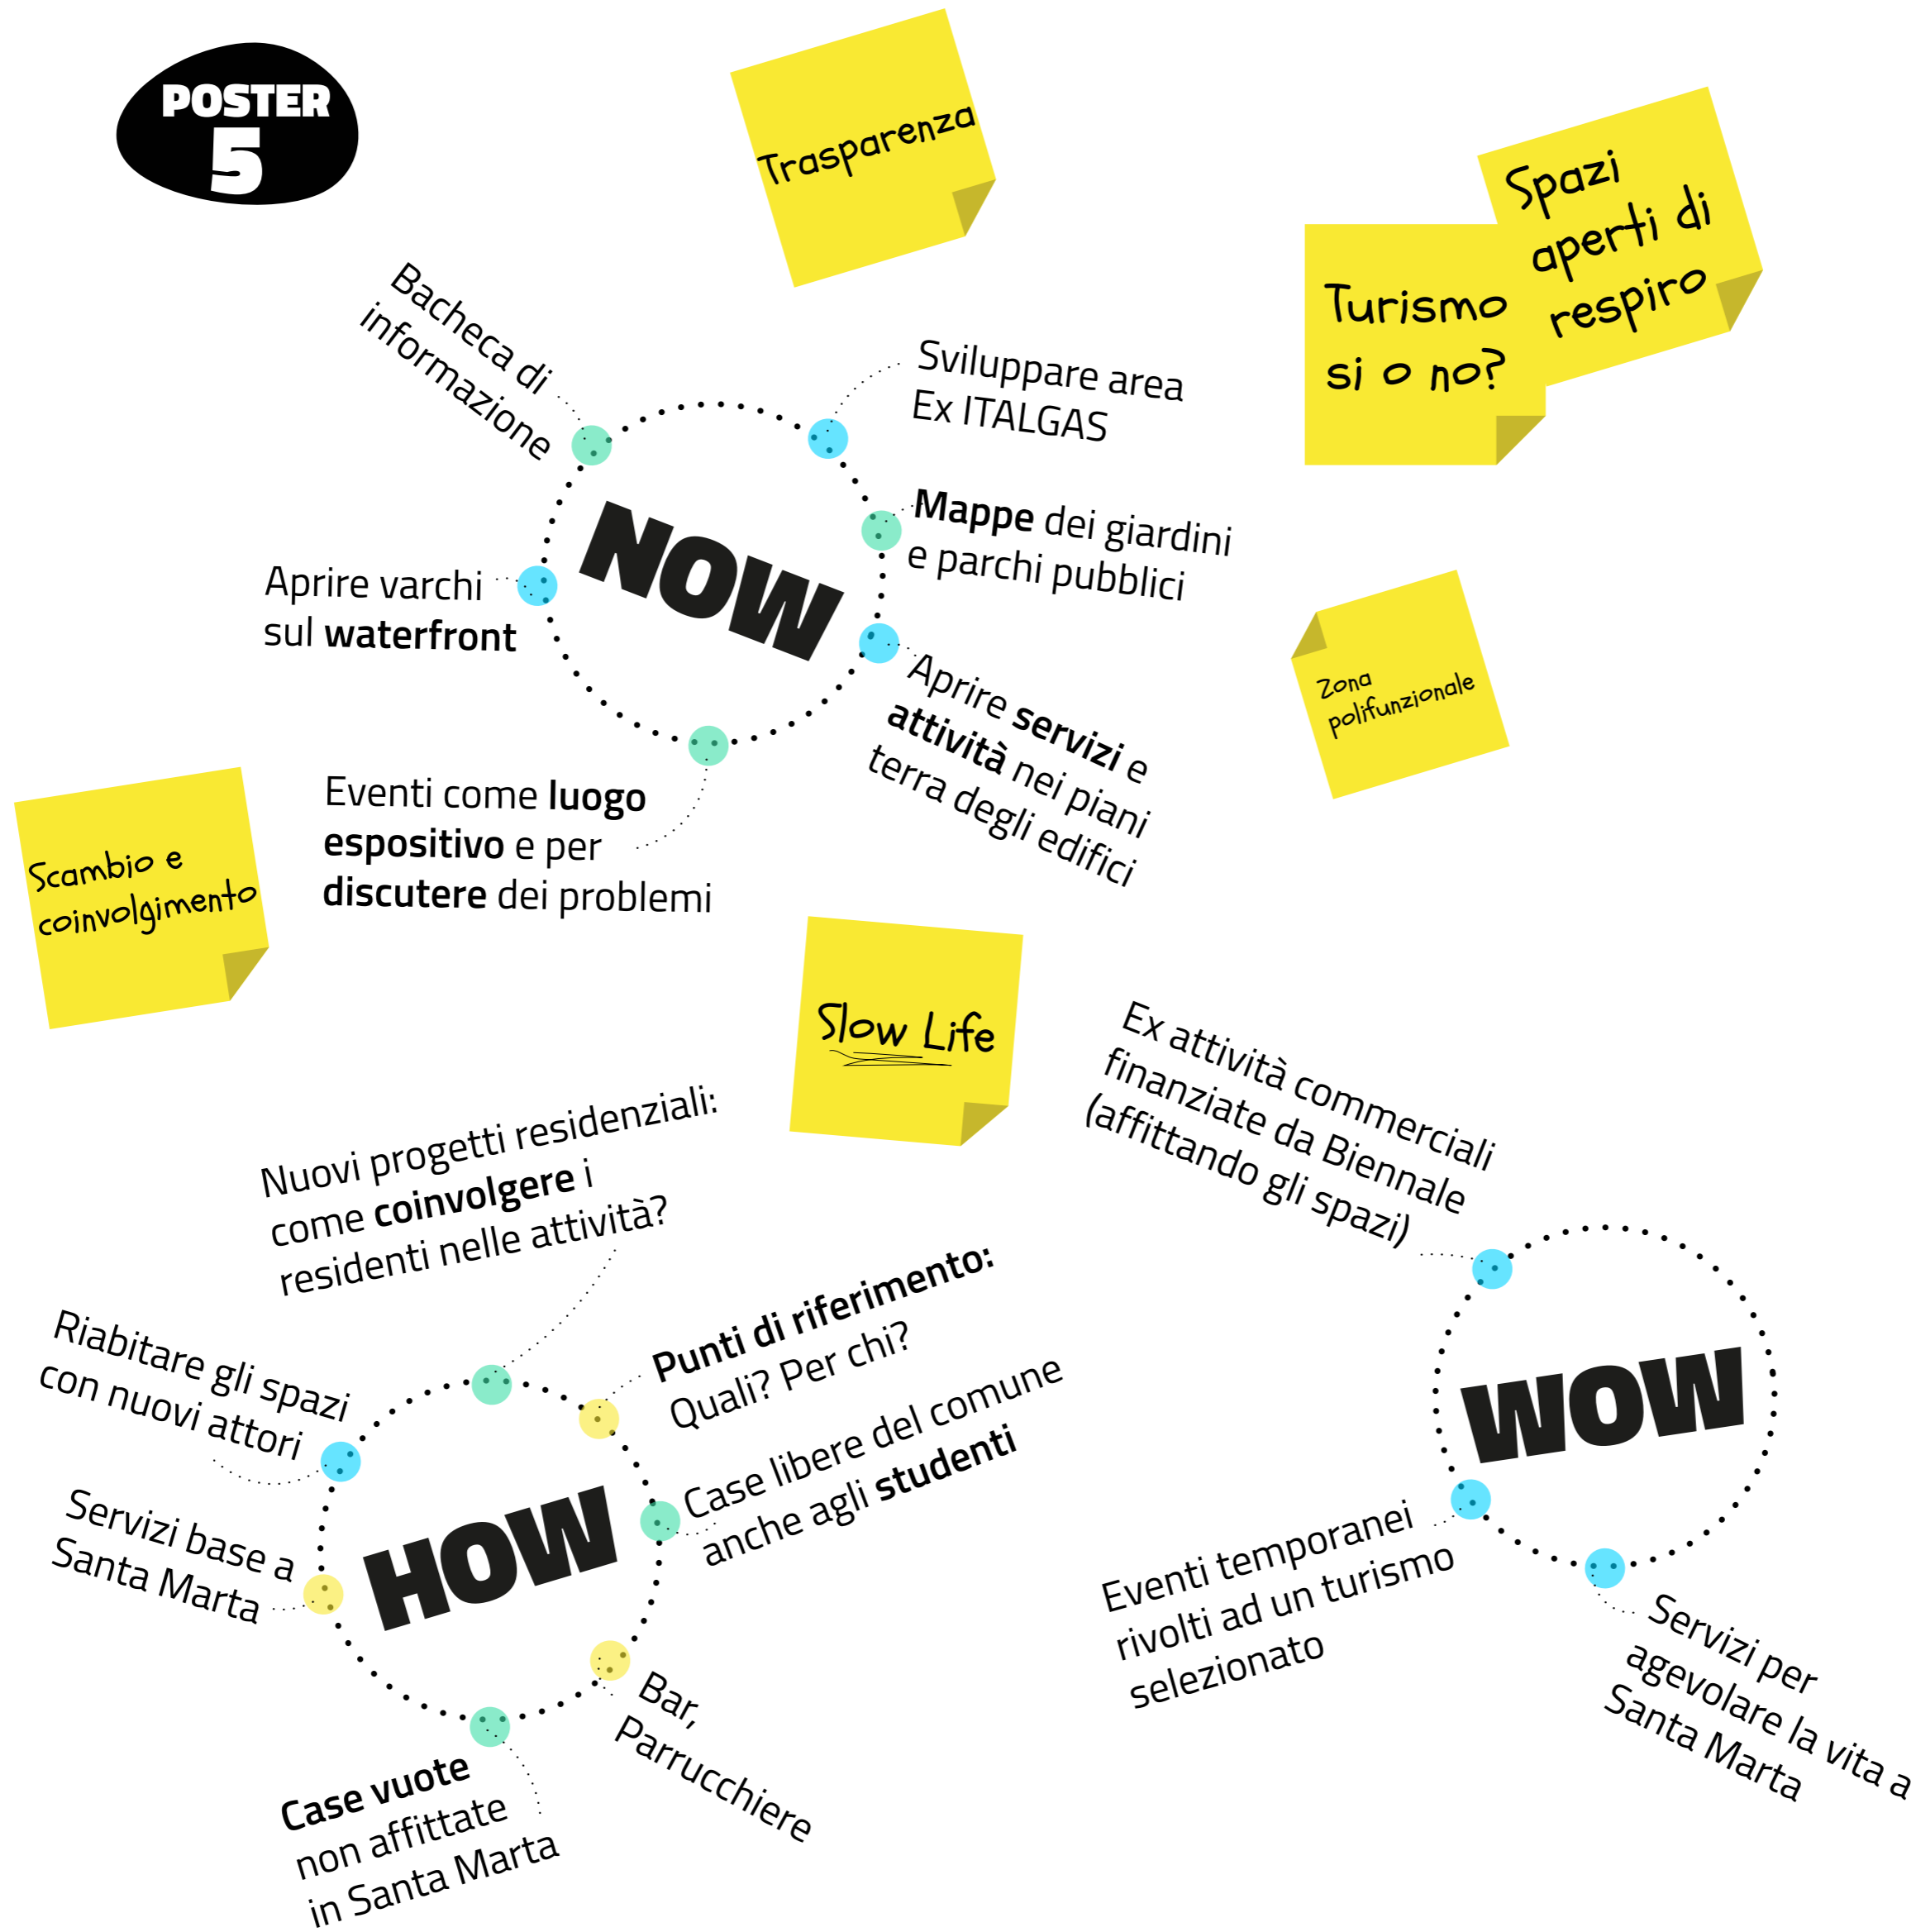 POSTER
5
Trasparenza
Spazi
aperti di
respiro
Turismo
si o no?
Bacheca di
informazione
Sviluppare area
Ex ITALGAS
Mappe dei giardini
e parchi pubblici
NOW
Aprire varchi
sul waterfront
Aprire servizi e
attività nei piani
terra degli edifici
Zona
polifunzionale
Eventi come luogo
espositivo e per
discutere dei problemi
Scambio e
coinvolgimento
Slow Life
Ex attività commerciali
finanziate da Biennale
(affittando gli spazi)
Nuovi progetti residenziali:
come coinvolgere i
residenti nelle attività?
Punti di riferimento:
Quali? Per chi?
Riabitare gli spazi
con nuovi attori
Case libere del comune
anche agli studenti
WOW
HOW
Servizi base a
Santa Marta
Eventi temporanei
rivolti ad un turismo
selezionato
Servizi per
agevolare la vita a
Santa Marta
Bar,
Parrucchiere
Case vuote
non affittate
in Santa Marta